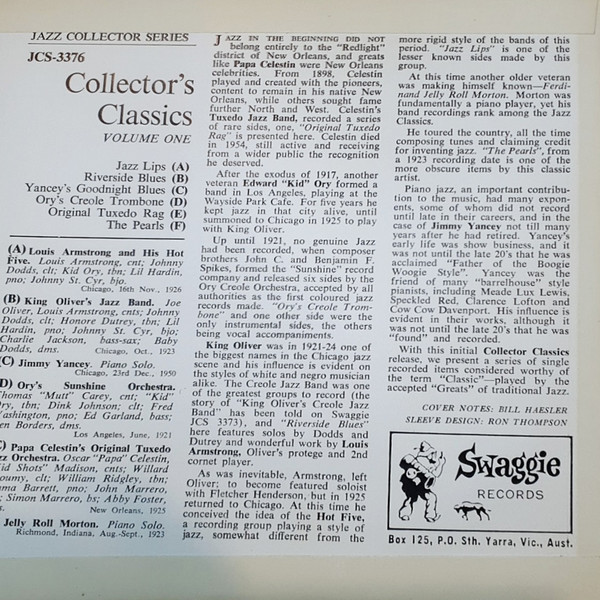 JAZZ COLLECTOR SERIES
JCS-3376
Collector's
Classics
VOLUME ONE
Jazz Lips (A)
Riverside Blues (B)
Yancey's Goodnight Blues (C)
Ory's Creole Trombone (D)
Original Tuxedo Rag (E)
The Pearls (F)
(A) Louis Armstrong and His Hot
Five. Louis Armstrong, cnt; Johnny
Dodds, clt; Kid Ory, tbn; Lil Hardin,
pno; Johnny St. Cyr, bjo.
Chicago, 16th Nov., 1926
(B) King Oliver's Jazz Band. Joe
Oliver, Louis Armstrong, cnts; Johnny
Dodds, clt; Honore Dutrey, tbn; Lil
Hardin, pno; Johnny St. Cyr, bjo;
Charlie Jackson, bass-sax; Baby
Dodds, dms.
Chicago, Oct., 1923
(C) Jimmy Yancey. Piano Solo.
Chicago, 23rd Dec., 1950
(D) Ory's Sunshine Orchestra.
Thomas "Mutt" Carey, cnt; "Kid"
Ory, tbn; Dink Johnson; clt; Fred
Washington, pno; Ed Garland, bass;
en Borders, dms.
Los Angeles, June, 1921
Papa Celestin's Original Tuxedo
Jazz Orchestra. Oscar "Papa" Celestin,
Kid Shots" Madison, cnts; Willard
oumy, clt; William Ridgley, tbn;
ma Barrett, pno; John Marrero,
; Simon Marrero, bs; Abby Foster,
s.
New Orleans, 1925
Jelly Roll Morton. Piano Solo.
Richmond, Indiana, Aug.-Sept., 1923
JAZZ IN THE BEGINNING DID NOT
belong entirely to the "Redlight"
district of New Orleans, and greats
like Papa Celestin were New Orleans
celebrities. From 1898, Celestin
played and created with the pioneers,
content to remain in his native New
Orleans, while others sought fame
further North and West. Celestin's
Tuxedo Jazz Band, recorded a series
of rare sides, one, "Original Tuxedo
Rag" is presented here. Celestin died
in 1954, still active and receiving
from a wider public the recognition
he deserved.
After the exodus of 1917, another
veteran Edward "Kid" Ory formed a
band in Los Angeles, playing at the
Wayside Park Cafe. For five years he
kept jazz in that city alive, until
summoned to Chicago in 1925 to play
with King Oliver.
Up until 1921, no genuine Jazz
had been recorded, when composer
brothers John C. and Benjamin F.
Spikes, formed the "Sunshine" record
company and released six sides by the
Ory Creole Orchestra, accepted by all
authorities as the first coloured jazz
records made. "Ory's Creole Trom-
bone" and one other side were the
only instrumental sides, the others
being vocal accompaniments.
King Oliver was in 1921-24 one of
the biggest names in the Chicago jazz
scene and his influence is evident on
the styles of white and negro musician
alike. The Creole Jazz Band was one
of the greatest groups to record (the
story of "King Oliver's Creole Jazz
Band" has been told on Swaggie
JCS 3373), and "Riverside Blues"
here features solos by Dodds and
Dutrey and wonderful work by Louis
Armstrong, Oliver's protege and 2nd
cornet player.
As was inevitable, Armstrong, left
Oliver; to become featured soloist
with Fletcher Henderson, but in 1925
returned to Chicago. At this time he
conceived the idea of the Hot Five,
a recording group playing a style of
jazz, somewhat different from the
more rigid style of the bands of this
period. "Jazz Lips" is one of the
lesser known sides made by this
group.
At this time another older veteran
was making himself known—Ferdi-
nand Jelly Roll Morton. Morton was
fundamentally a piano player, yet his
band recordings rank among the Jazz
Classics.
He toured the country, all the time
composing tunes and claiming credit
for inventing jazz. "The Pearls", from
a 1923 recording date is one of the
more obscure items by this classic
artist.
Piano jazz, an important contribu-
tion to the music, had many expon-
ents, some of whom did not record
until late in their careers, and in the
case of Jimmy Yancey not till many
years after he had retired. Yancey's
early life was show business, and it
was not until the late 20's that he was
acclaimed "Father of the Boogie
Woogie Style". Yancey was the
friend of many "barrelhouse" style
pianists, including Meade Lux Lewis,
Speckled Red, Clarence Lofton and
Cow Cow Davenport. His influence is
evident in their works, although it
was not until the late 20's that he was
"found" and recorded.
With this initial Collector Classics
release, we present a series of single
recorded items considered worthy of
the term "Classic"—played by the
accepted "Greats" of traditional Jazz.
COVER NOTES: BILL HAESLER
SLEEVE DESIGN: RON THOMPSON
Swaggie
RECORDS
Box 125, P.O. Sth. Yarra, Vic., Aust.